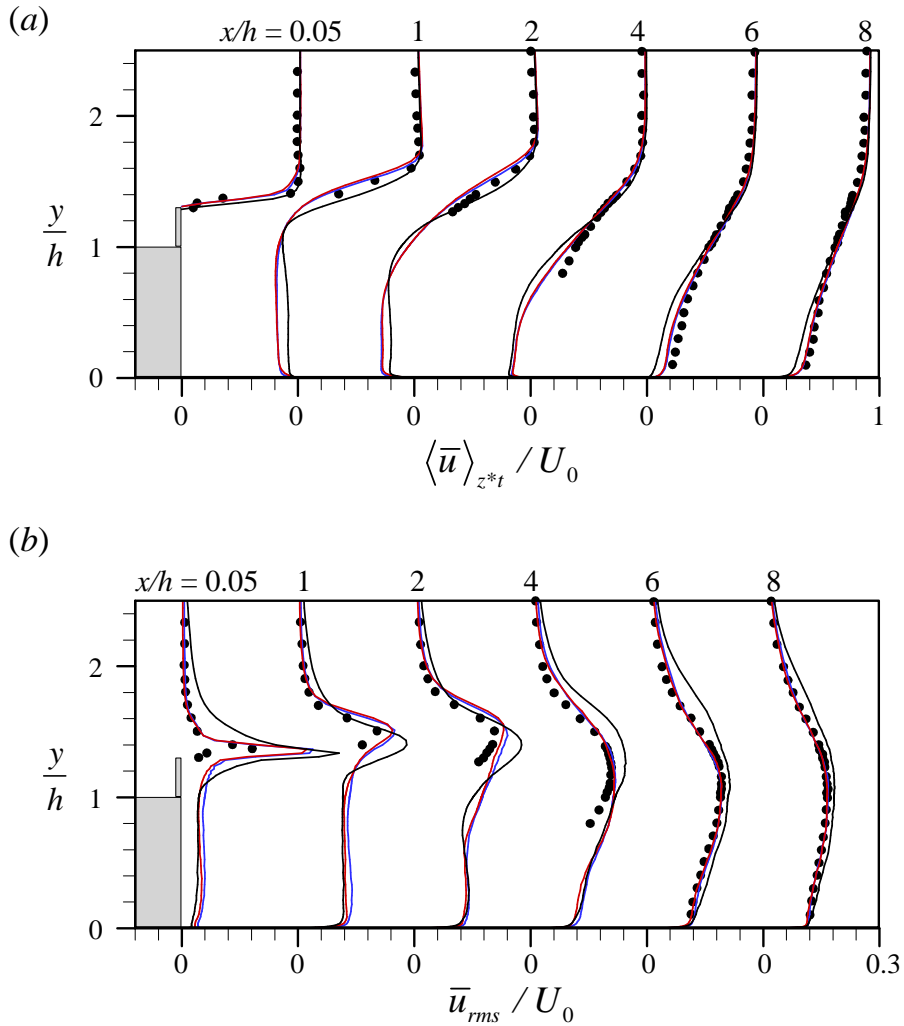 (a)
x/h = 0.05 1 2 4 6 8
2
y/h
1
0
0 0 0 0 0 0 1
⟨u̅⟩z*t / U0
(b)
x/h = 0.05 1 2 4 6 8
2
y/h
1
0
0 0 0 0 0 0 0.3
u̅rms / U0